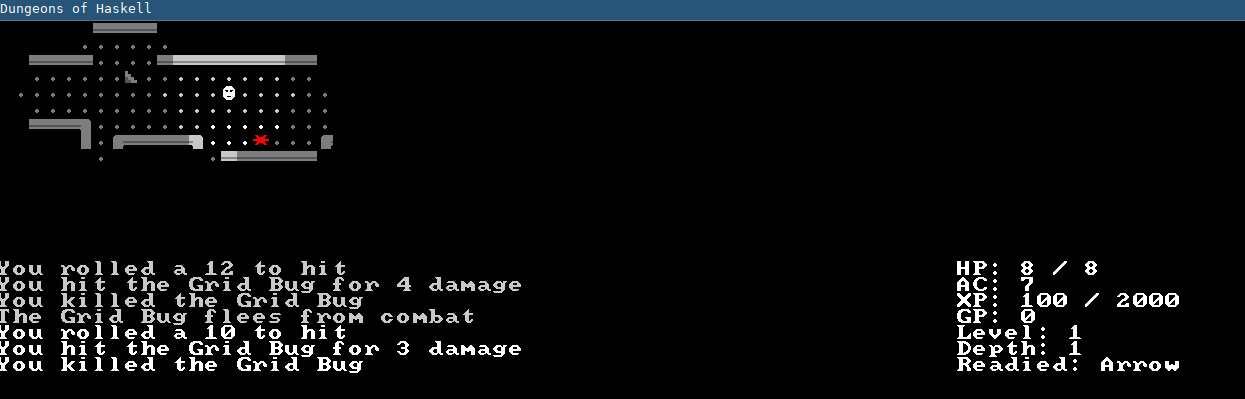 Dungeons of Haskell
You rolled a 12 to hit
You hit the Grid Bug for 4 damage
You killed the Grid Bug
The Grid Bug flees from combat
You rolled a 10 to hit
You hit the Grid Bug for 3 damage
You killed the Grid Bug
HP: 8 / 8
AC: 7
XP: 100 / 2000
GP: 0
Level: 1
Depth: 1
Readied: Arrow